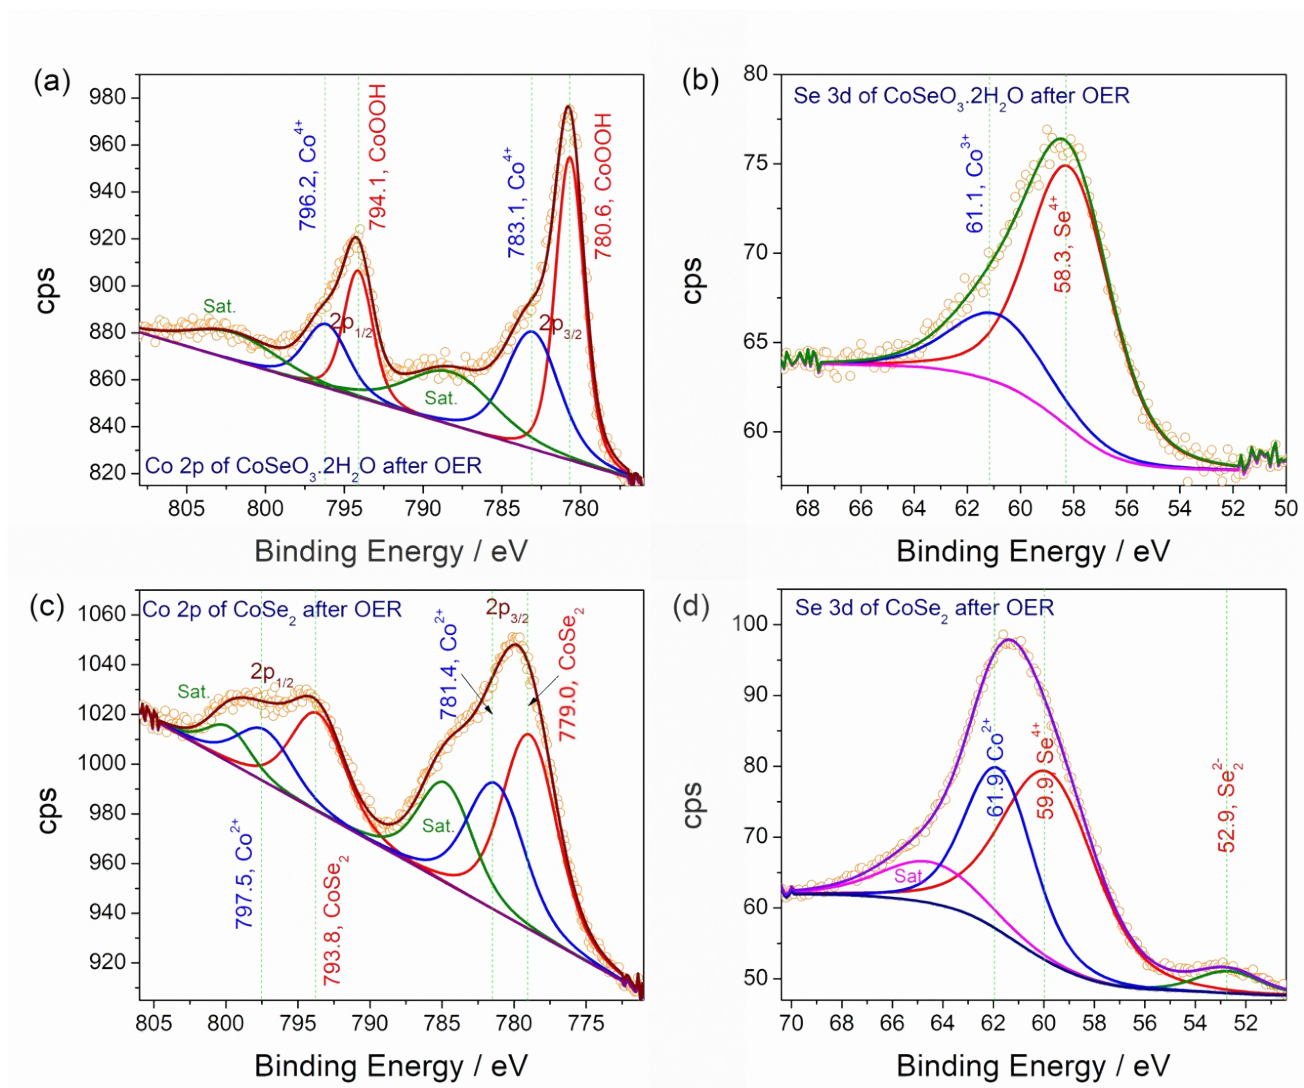 (a)
980
960
940
920
900
880
860
840
820
cps
796.2, Co4+
794.1, CoOOH
783.1, Co4+
780.6, CoOOH
Sat.
2p1/2
2p3/2
Sat.
Co 2p of CoSeO3.2H2O after OER
805 800 795 790 785 780
Binding Energy / eV
(b)
80
75
70
65
60
cps
Se 3d of CoSeO3.2H2O after OER
61.1, Co3+
58.3, Se4+
68 66 64 62 60 58 56 54 52 50
Binding Energy / eV
(c)
1060
1040
1020
1000
980
960
940
920
cps
Co 2p of CoSe2 after OER
2p3/2
781.4, Co2+
779.0, CoSe2
2p1/2
Sat.
Sat.
797.5, Co2+
793.8, CoSe2
805 800 795 790 785 780 775
Binding Energy / eV
(d)
100
90
80
70
60
50
cps
Se 3d of CoSe2 after OER
61.9, Co2+
59.9, Se4+
52.9, Se22-
Sat
70 68 66 64 62 60 58 56 54 52
Binding Energy / eV